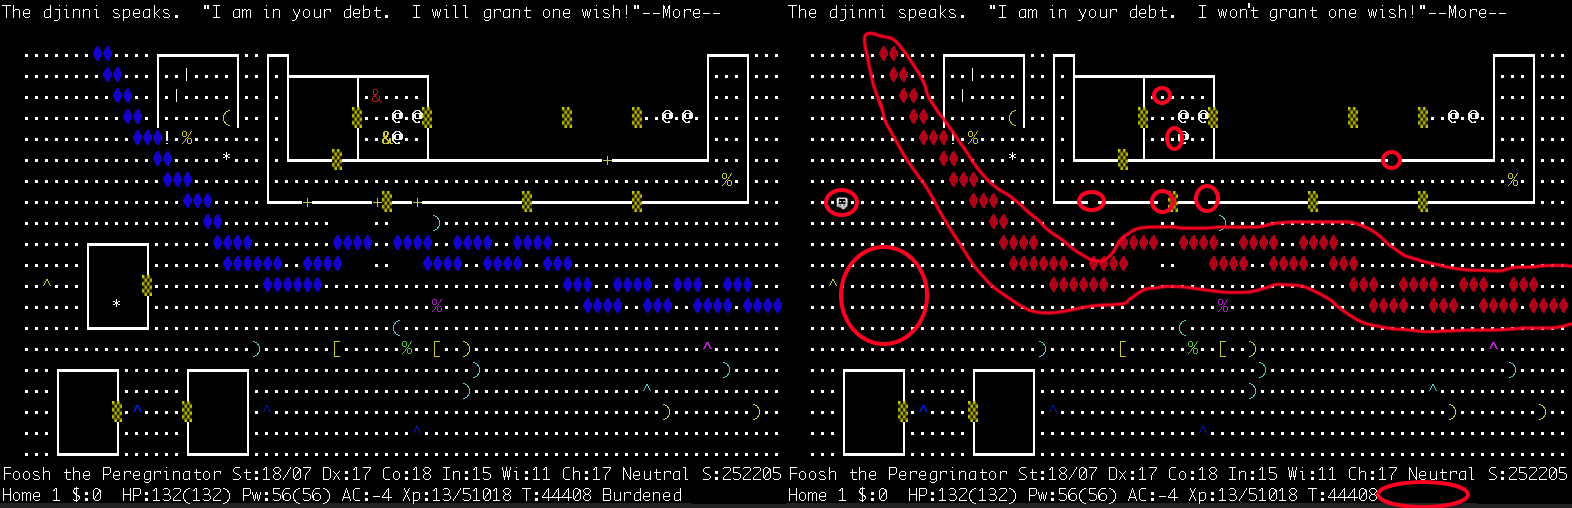 The djinni speaks.  "I am in your debt.  I will grant one wish!"--More--
The djinni speaks.  "I am in your debt.  I won't grant one wish!"--More--
Foosh the Peregrinator St:18/07 Dx:17 Co:18 In:15 Wi:11 Ch:17 Neutral S:252205
Home 1 $:0  HP:132(132) Pw:56(56) AC:-4 Xp:13/51018 T:44408 Burdened
Foosh the Peregrinator St:18/07 Dx:17 Co:18 In:15 Wi:11 Ch:17 Neutral S:252205
Home 1 $:0  HP:132(132) Pw:56(56) AC:-4 Xp:13/51018 T:44408